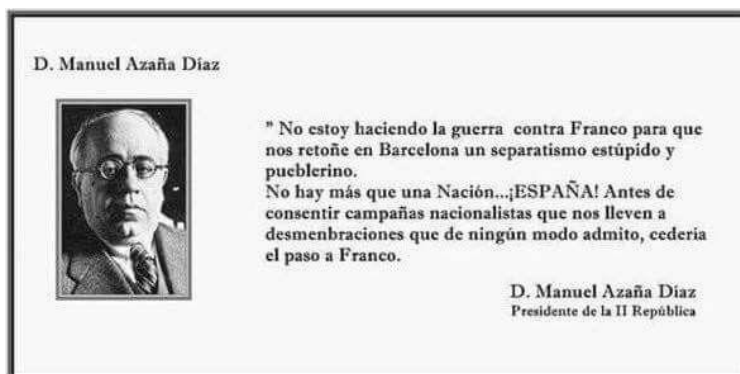 D. Manuel Azaña Díaz
" No estoy haciendo la guerra contra Franco para que
nos retoñe en Barcelona un separatismo estúpido y
pueblerino.
No hay más que una Nación...¡ESPAÑA! Antes de
consentir campañas nacionalistas que nos lleven a
desmenbraciones que de ningún modo admito, cedería
el paso a Franco.
D. Manuel Azaña Díaz
Presidente de la II República